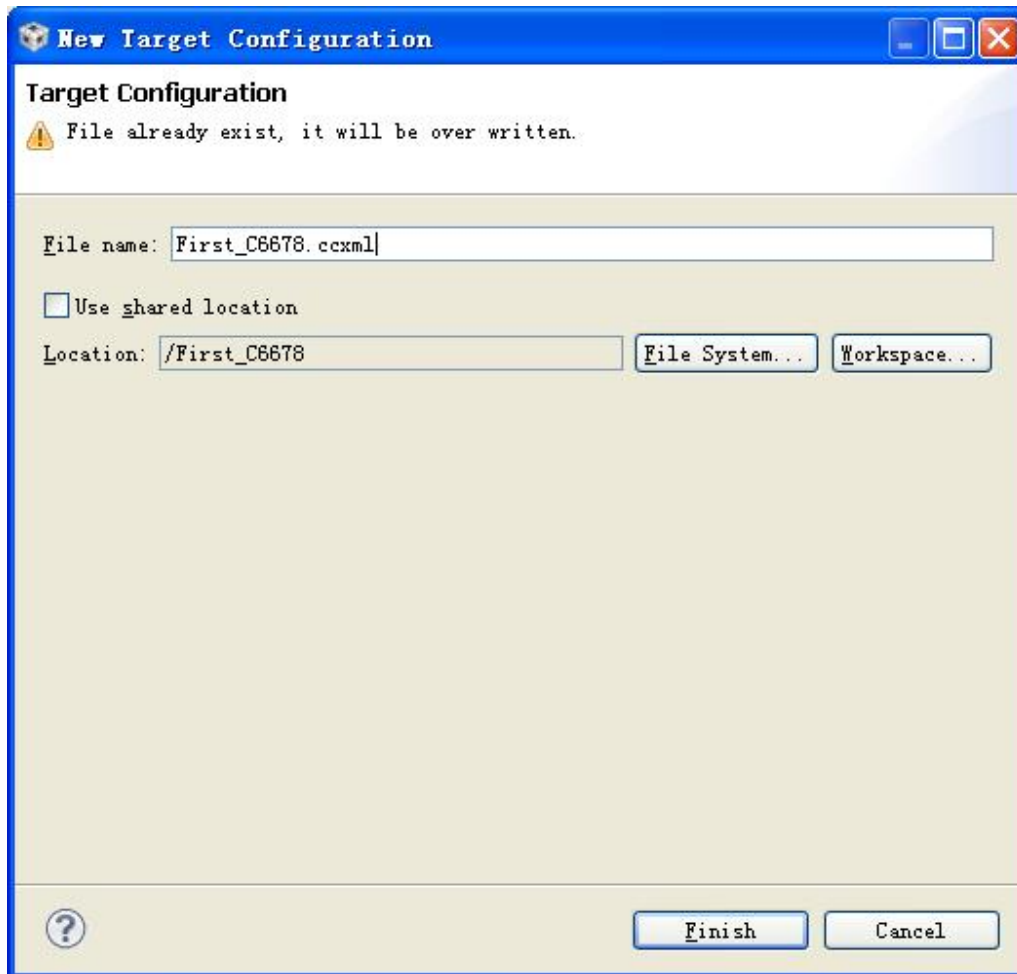 New Target Configuration
Target Configuration
File already exist, it will be over written.
File name: First_C6678.ccxml
Use shared location
Location: /First_C6678 File System... Workspace...
? Finish Cancel